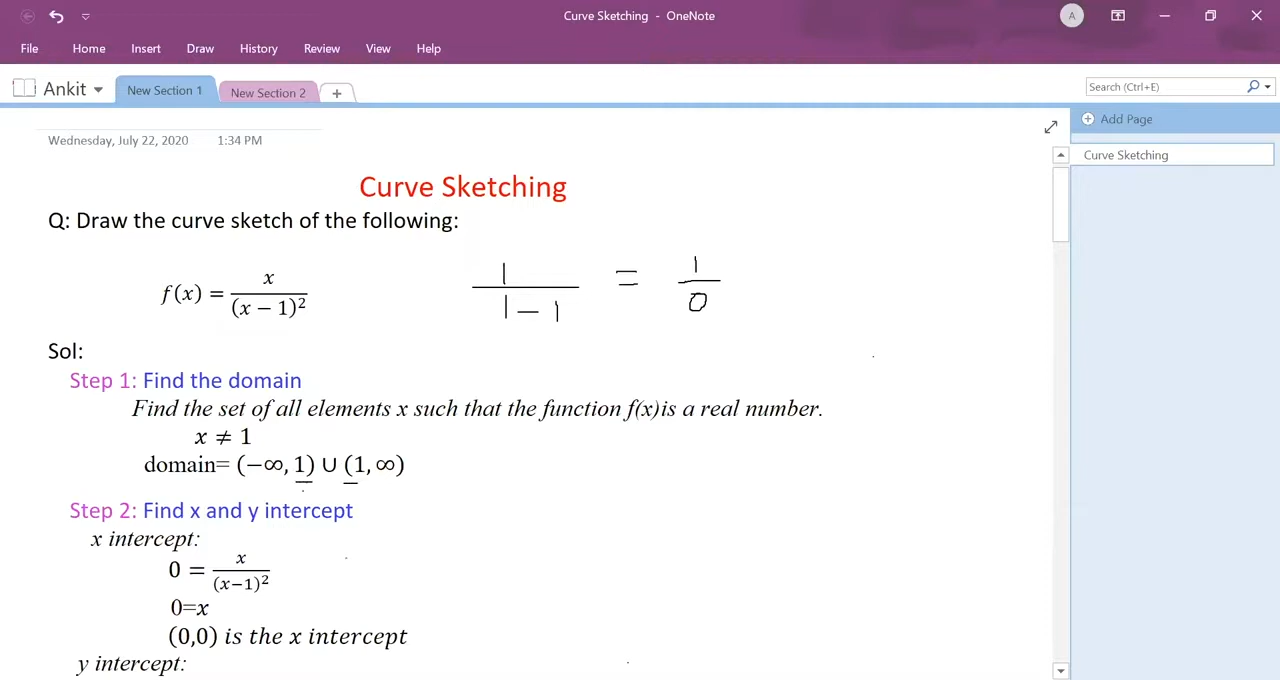 Curve Sketching - OneNote
A
File Home Insert Draw History Review View Help
Ankit New Section 1 New Section 2 +
Search (Ctrl+E)
Add Page
Curve Sketching
Wednesday, July 22, 2020 1:34 PM
Curve Sketching
Q: Draw the curve sketch of the following:
f(x) = x/(x − 1)² 1/(1 − 1) = 1/0
Sol:
Step 1: Find the domain
Find the set of all elements x such that the function f(x)is a real number.
x ≠ 1
domain= (−∞, 1) ∪ (1, ∞)
Step 2: Find x and y intercept
x intercept:
0 = x/(x−1)²
0=x
(0,0) is the x intercept
y intercept: